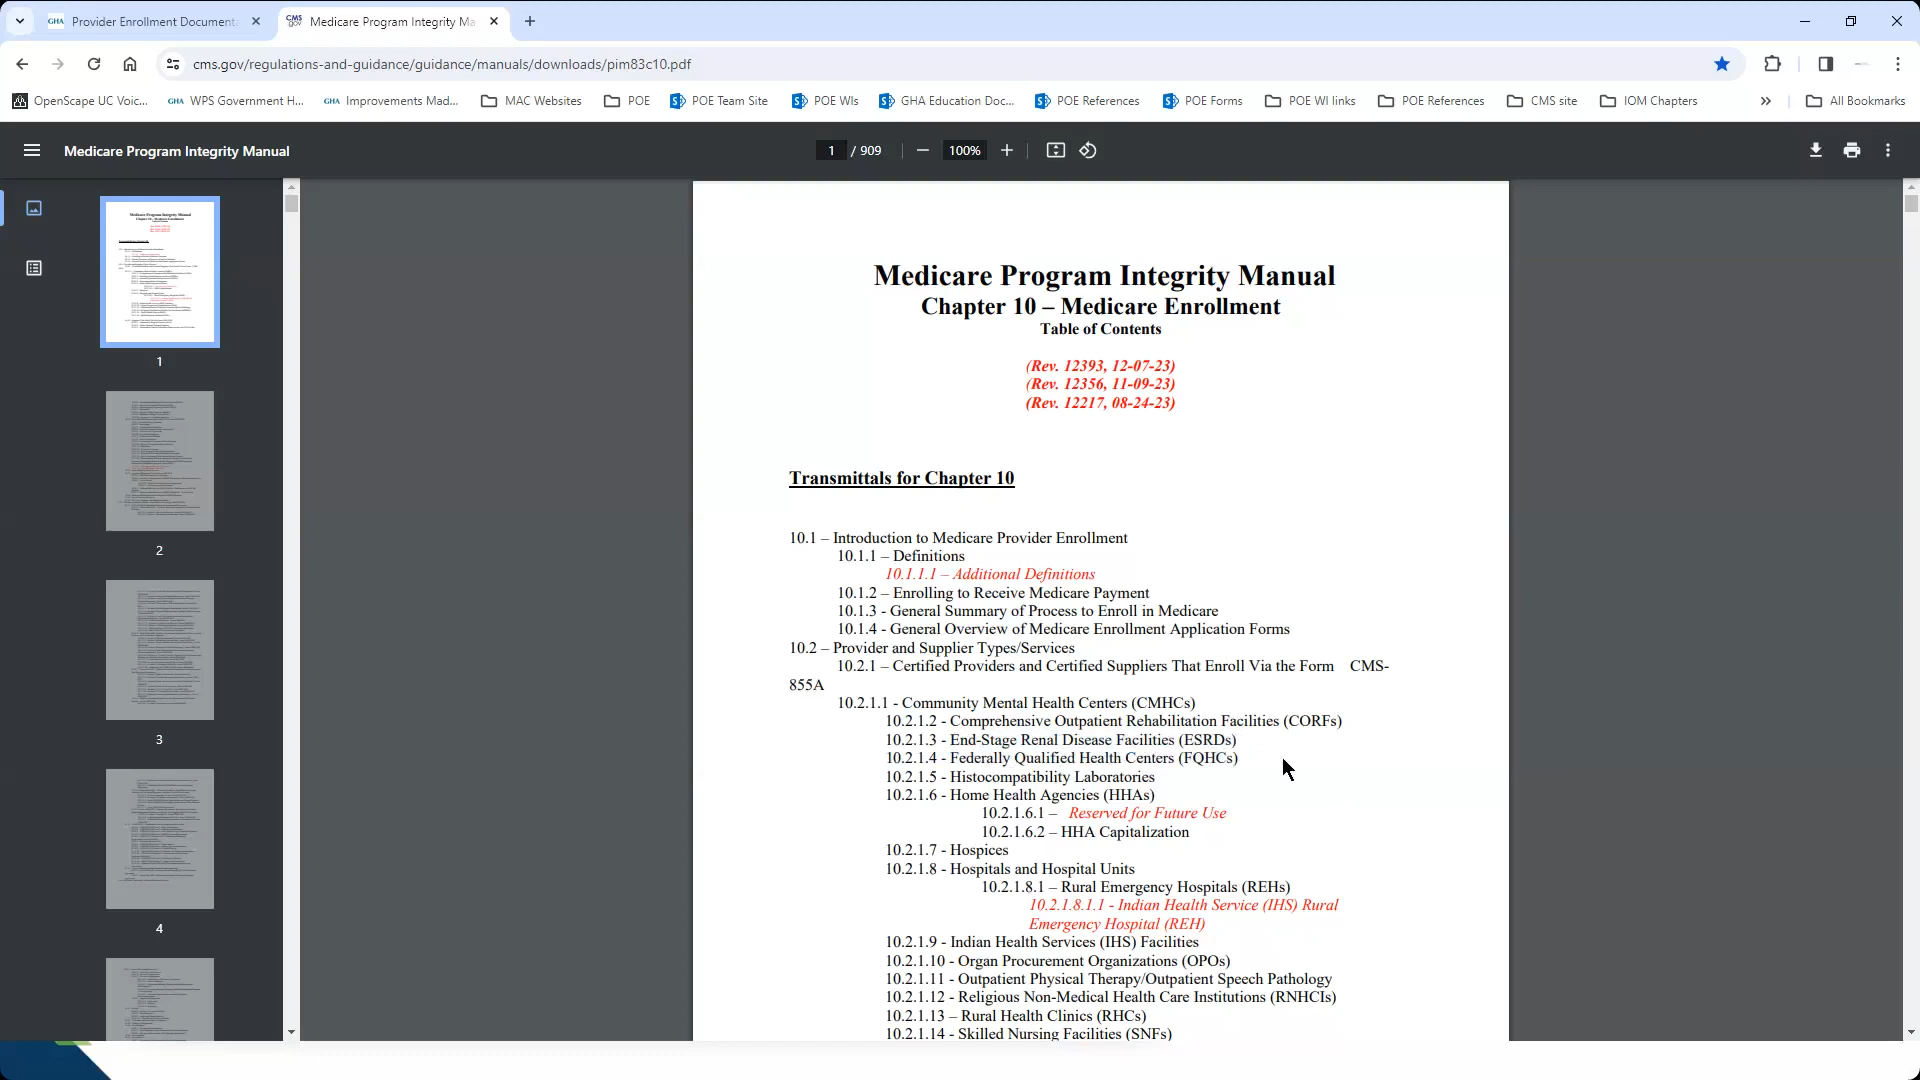 GHA Provider Enrollment Document
CMS.gov Medicare Program Integrity Ma
cms.gov/regulations-and-guidance/guidance/manuals/downloads/pim83c10.pdf
OpenScape UC Voic... GHA WPS Government H... GHA Improvements Mad... MAC Websites POE POE Team Site POE WIs GHA Education Doc... POE References POE Forms POE WI links POE References CMS site IOM Chapters » All Bookmarks
Medicare Program Integrity Manual 1 / 909 100%
1
2
3
4
Medicare Program Integrity Manual
Chapter 10 – Medicare Enrollment
Table of Contents
(Rev. 12393, 12-07-23)
(Rev. 12356, 11-09-23)
(Rev. 12217, 08-24-23)
Transmittals for Chapter 10
10.1 – Introduction to Medicare Provider Enrollment
10.1.1 – Definitions
10.1.1.1 – Additional Definitions
10.1.2 – Enrolling to Receive Medicare Payment
10.1.3 - General Summary of Process to Enroll in Medicare
10.1.4 - General Overview of Medicare Enrollment Application Forms
10.2 – Provider and Supplier Types/Services
10.2.1 – Certified Providers and Certified Suppliers That Enroll Via the Form CMS-
855A
10.2.1.1 - Community Mental Health Centers (CMHCs)
10.2.1.2 - Comprehensive Outpatient Rehabilitation Facilities (CORFs)
10.2.1.3 - End-Stage Renal Disease Facilities (ESRDs)
10.2.1.4 - Federally Qualified Health Centers (FQHCs)
10.2.1.5 - Histocompatibility Laboratories
10.2.1.6 - Home Health Agencies (HHAs)
10.2.1.6.1 – Reserved for Future Use
10.2.1.6.2 – HHA Capitalization
10.2.1.7 - Hospices
10.2.1.8 - Hospitals and Hospital Units
10.2.1.8.1 – Rural Emergency Hospitals (REHs)
10.2.1.8.1.1 - Indian Health Service (IHS) Rural
Emergency Hospital (REH)
10.2.1.9 - Indian Health Services (IHS) Facilities
10.2.1.10 - Organ Procurement Organizations (OPOs)
10.2.1.11 - Outpatient Physical Therapy/Outpatient Speech Pathology
10.2.1.12 - Religious Non-Medical Health Care Institutions (RNHCIs)
10.2.1.13 – Rural Health Clinics (RHCs)
10.2.1.14 - Skilled Nursing Facilities (SNFs)